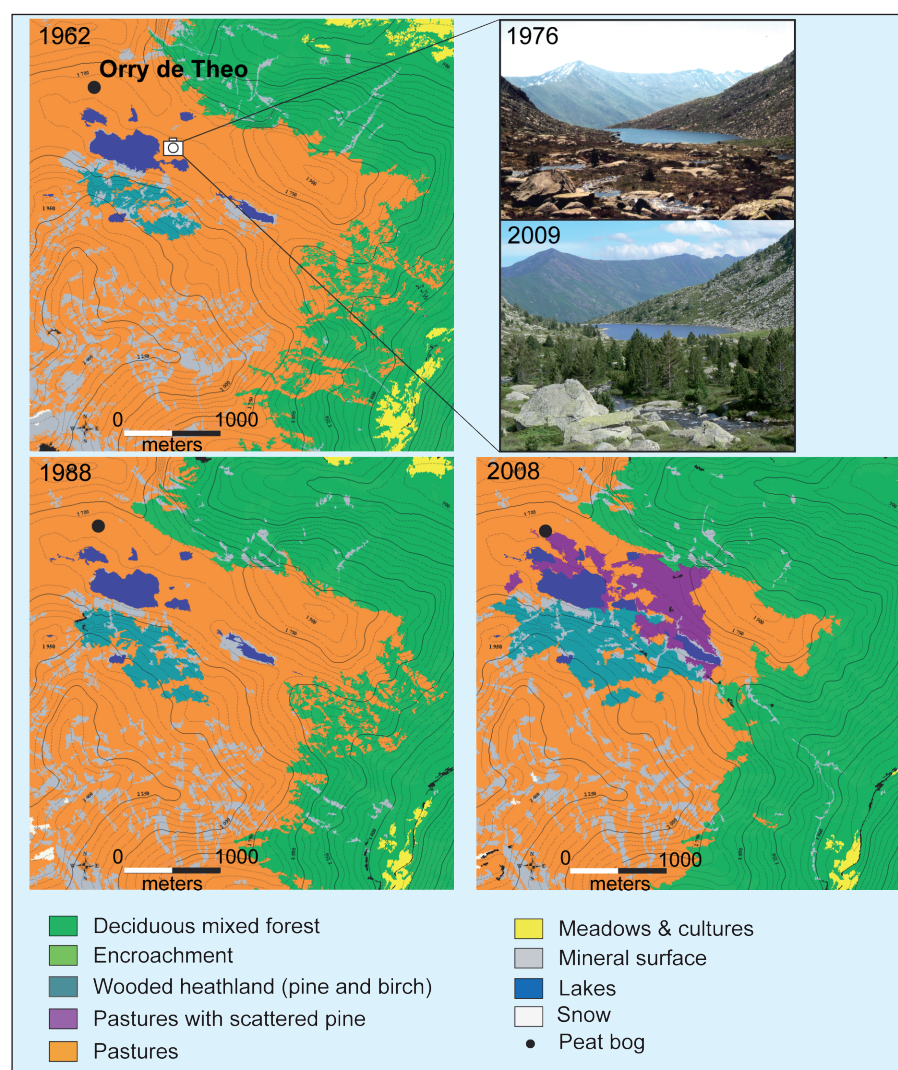 1962
Orry de Theo
1976
2009
0 1000
meters
1988
2008
0 1000
meters
0 1000
meters
Deciduous mixed forest
Encroachment
Wooded heathland (pine and birch)
Pastures with scattered pine
Pastures
Meadows & cultures
Mineral surface
Lakes
Snow
Peat bog